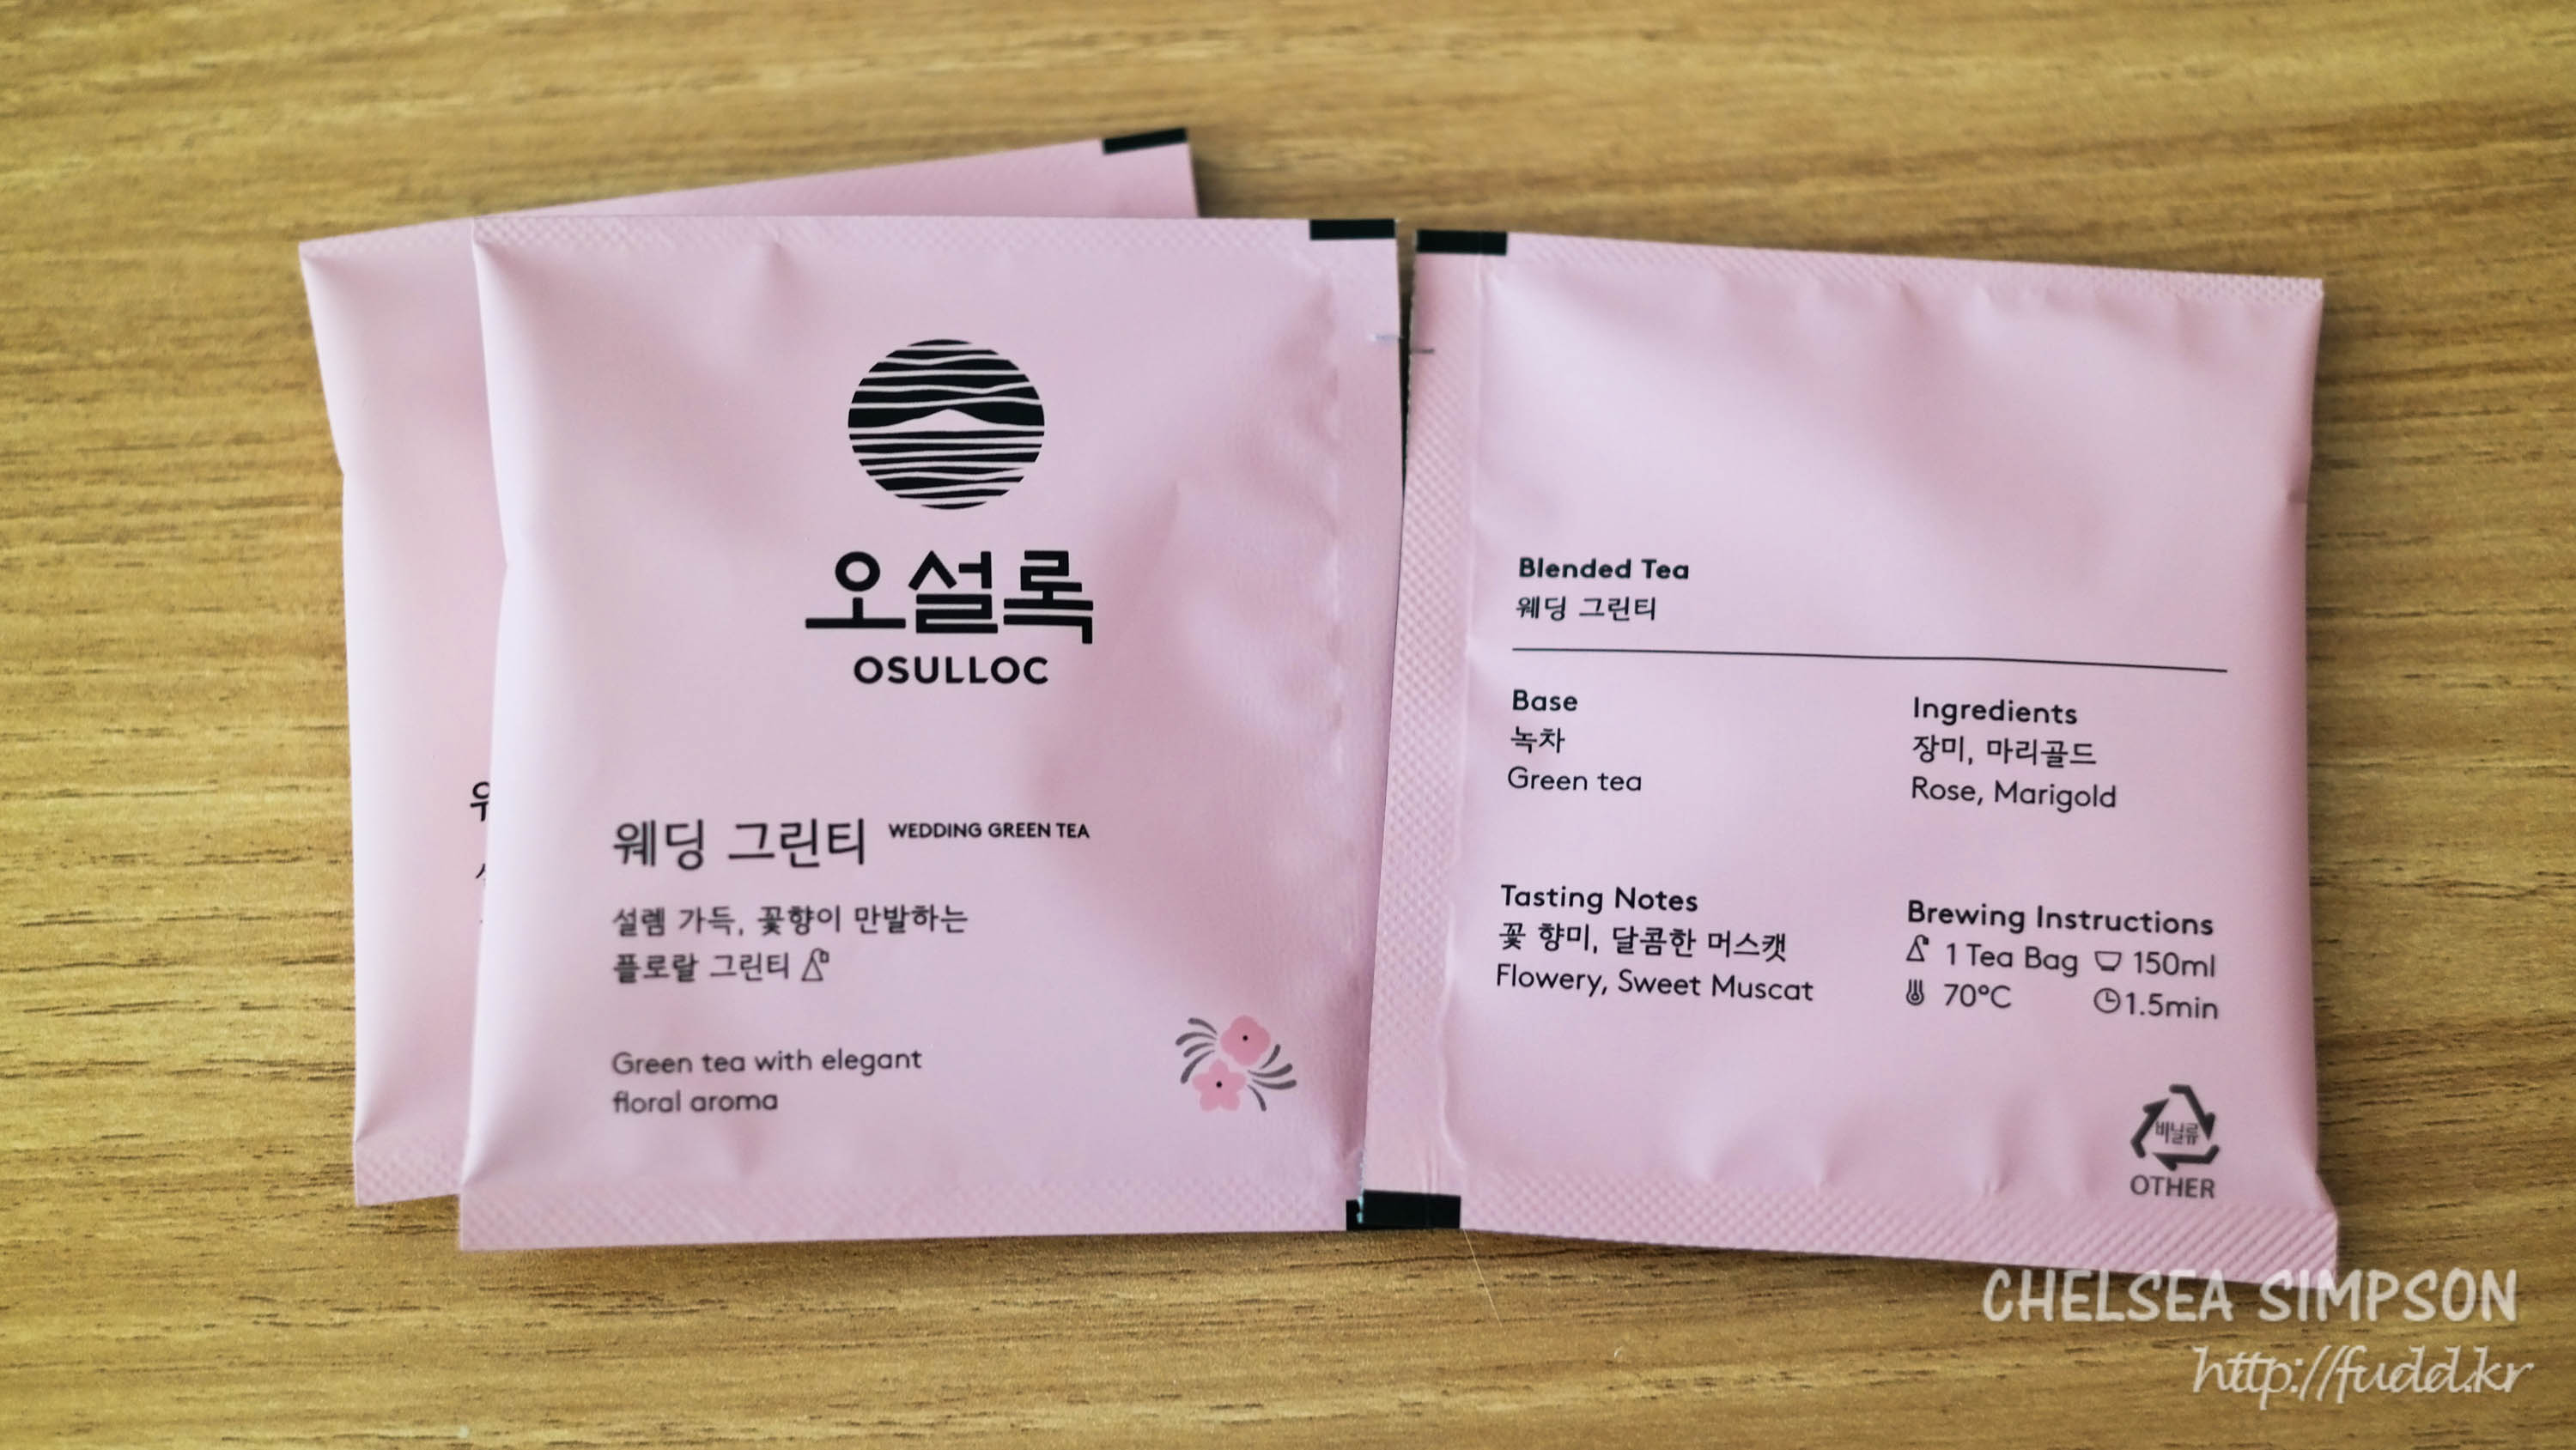 오설록
OSULLOC
웨딩 그린티 WEDDING GREEN TEA
설렘 가득, 꽃향이 만발하는
플로랄 그린티
Green tea with elegant
floral aroma
Blended Tea
웨딩 그린티
Base
녹차
Green tea
Ingredients
장미, 마리골드
Rose, Marigold
Tasting Notes
꽃 향미, 달콤한 머스캣
Flowery, Sweet Muscat
Brewing Instructions
1 Tea Bag 150ml
70°C 1.5min
비닐류
OTHER
CHELSEA SIMPSON
http://fudd.kr